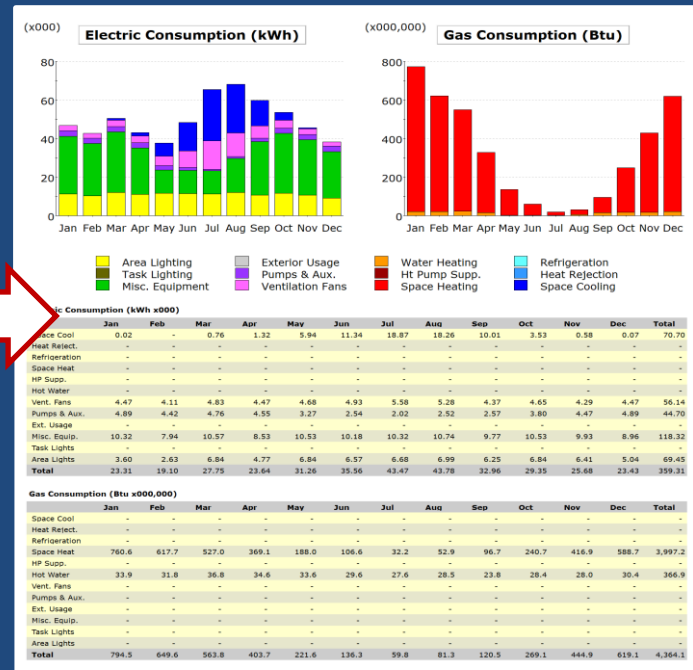 (x000)
Electric Consumption (kWh)
(x000,000)
Gas Consumption (Btu)
80
60
40
20
0
Jan Feb Mar Apr May Jun Jul Aug Sep Oct Nov Dec
800
600
400
200
0
Jan Feb Mar Apr May Jun Jul Aug Sep Oct Nov Dec
Area Lighting Exterior Usage Water Heating Refrigeration
Task Lighting Pumps & Aux. Ht Pump Supp. Heat Rejection
Misc. Equipment Ventilation Fans Space Heating Space Cooling
ic Consumption (kWh x000)
Jan Feb Mar Apr May Jun Jul Aug Sep Oct Nov Dec Total
ace Cool 0.02 - 0.76 1.32 5.94 11.34 18.87 18.26 10.01 3.53 0.58 0.07 70.70
Heat Reject. - - - - - - - - - - - - -
Refrigeration - - - - - - - - - - - - -
Space Heat - - - - - - - - - - - - -
HP Supp. - - - - - - - - - - - - -
Hot Water - - - - - - - - - - - - -
Vent. Fans 4.47 4.11 4.83 4.47 4.68 4.93 5.58 5.28 4.37 4.65 4.29 4.47 56.14
Pumps & Aux. 4.89 4.42 4.76 4.55 3.27 2.54 2.02 2.52 2.57 3.80 4.47 4.89 44.70
Ext. Usage - - - - - - - - - - - - -
Misc. Equip. 10.32 7.94 10.57 8.53 10.53 10.18 10.32 10.74 9.77 10.53 9.93 8.96 118.32
Task Lights - - - - - - - - - - - - -
Area Lights 3.60 2.63 6.84 4.77 6.84 6.57 6.68 6.99 6.25 6.84 6.41 5.04 69.45
Total 23.31 19.10 27.75 23.64 31.26 35.56 43.47 43.78 32.96 29.35 25.68 23.43 359.31
Gas Consumption (Btu x000,000)
Jan Feb Mar Apr May Jun Jul Aug Sep Oct Nov Dec Total
Space Cool - - - - - - - - - - - - -
Heat Reject. - - - - - - - - - - - - -
Refrigeration - - - - - - - - - - - - -
Space Heat 760.6 617.7 527.0 369.1 188.0 106.6 32.2 52.9 96.7 240.7 416.9 588.7 3,997.2
HP Supp. - - - - - - - - - - - - -
Hot Water 33.9 31.8 36.8 34.6 33.6 29.6 27.6 28.5 23.8 28.4 28.0 30.4 366.9
Vent. Fans - - - - - - - - - - - - -
Pumps & Aux. - - - - - - - - - - - - -
Ext. Usage - - - - - - - - - - - - -
Misc. Equip. - - - - - - - - - - - - -
Task Lights - - - - - - - - - - - - -
Area Lights - - - - - - - - - - - - -
Total 794.5 649.6 563.8 403.7 221.6 136.3 59.8 81.3 120.5 269.1 444.9 619.1 4,364.1